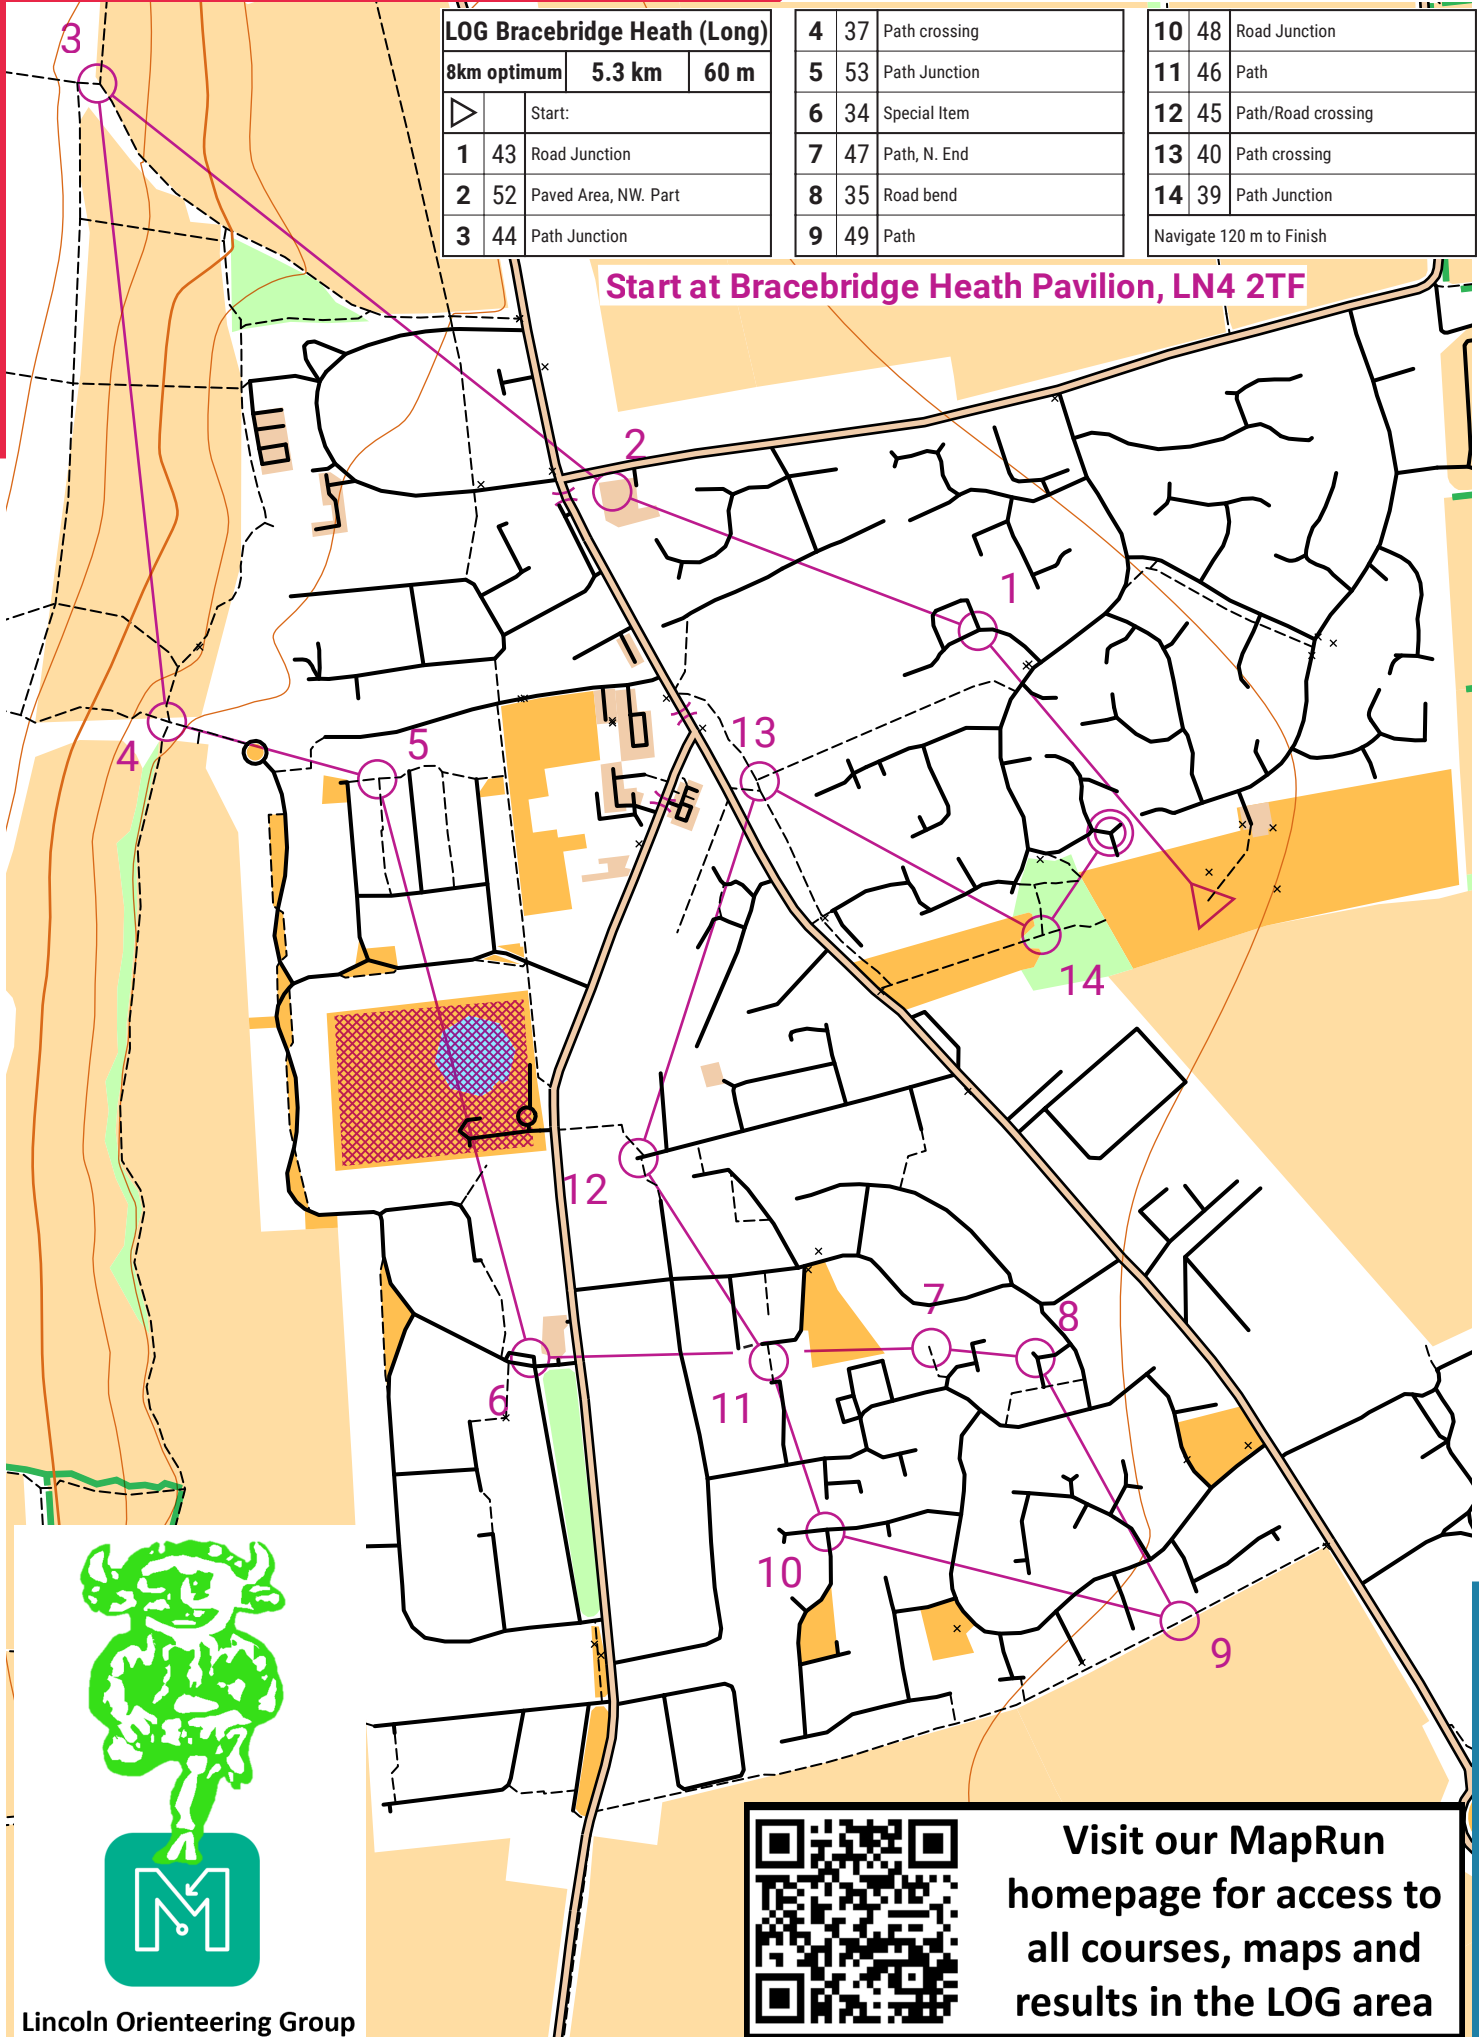 LOG Bracebridge Heath (Long)
8km optimum 5.3 km 60 m
Start:
1 43 Road Junction
2 52 Paved Area, NW. Part
3 44 Path Junction
4 37 Path crossing
5 53 Path Junction
6 34 Special Item
7 47 Path, N. End
8 35 Road bend
9 49 Path
10 48 Road Junction
11 46 Path
12 45 Path/Road crossing
13 40 Path crossing
14 39 Path Junction
Navigate 120 m to Finish
Start at Bracebridge Heath Pavilion, LN4 2TF
3
2
1
4
5
13
14
12
7
8
6
11
10
9
M
Lincoln Orienteering Group
Visit our MapRun
homepage for access to
all courses, maps and
results in the LOG area